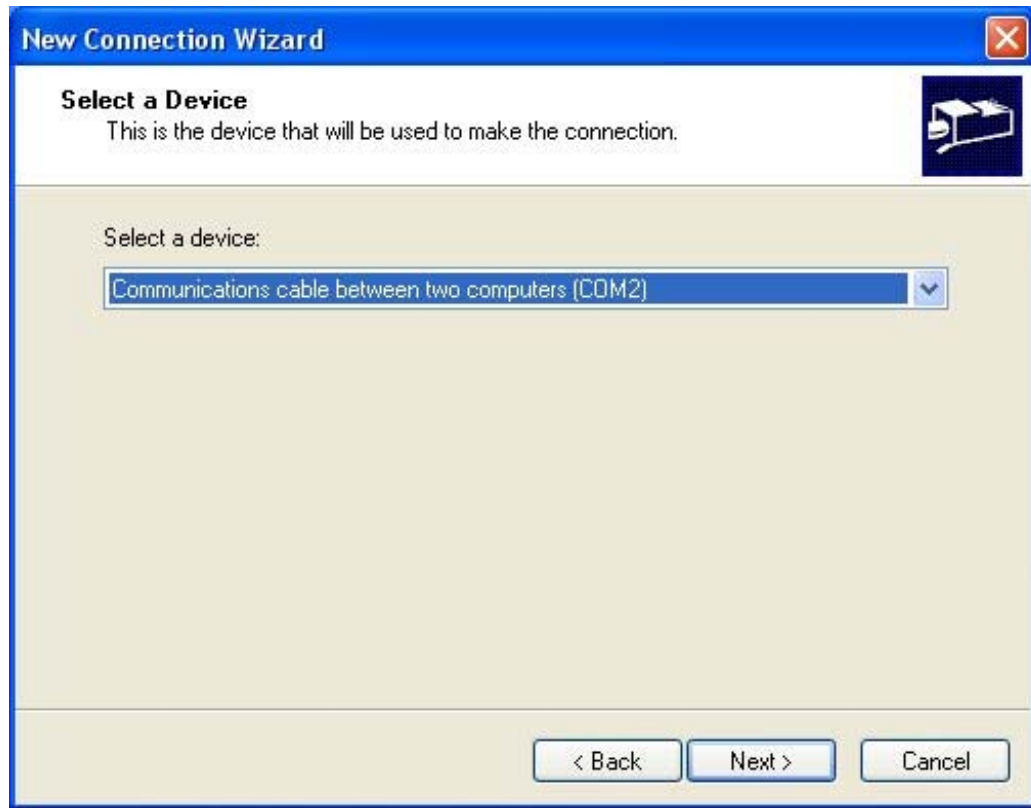 New Connection Wizard
Select a Device
This is the device that will be used to make the connection.
Select a device:
Communications cable between two computers (COM2)
< Back
Next >
Cancel